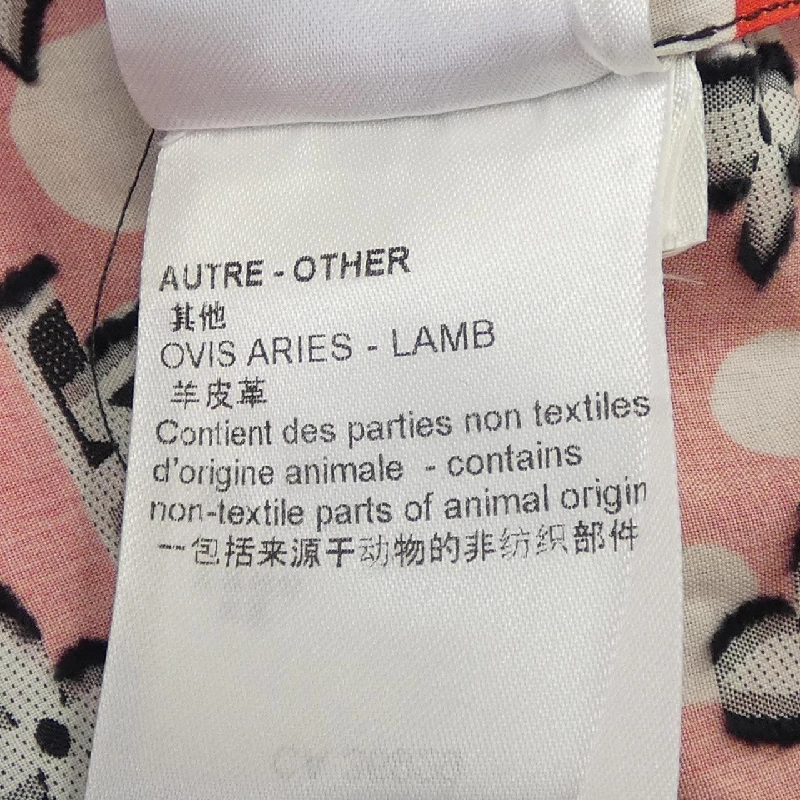 AUTRE - OTHER
其他
OVIS ARIES - LAMB
羊皮革
Contient des parties non textiles
d'origine animale - contains
non-textile parts of animal origin
一包括来源于动物的非纺织部件